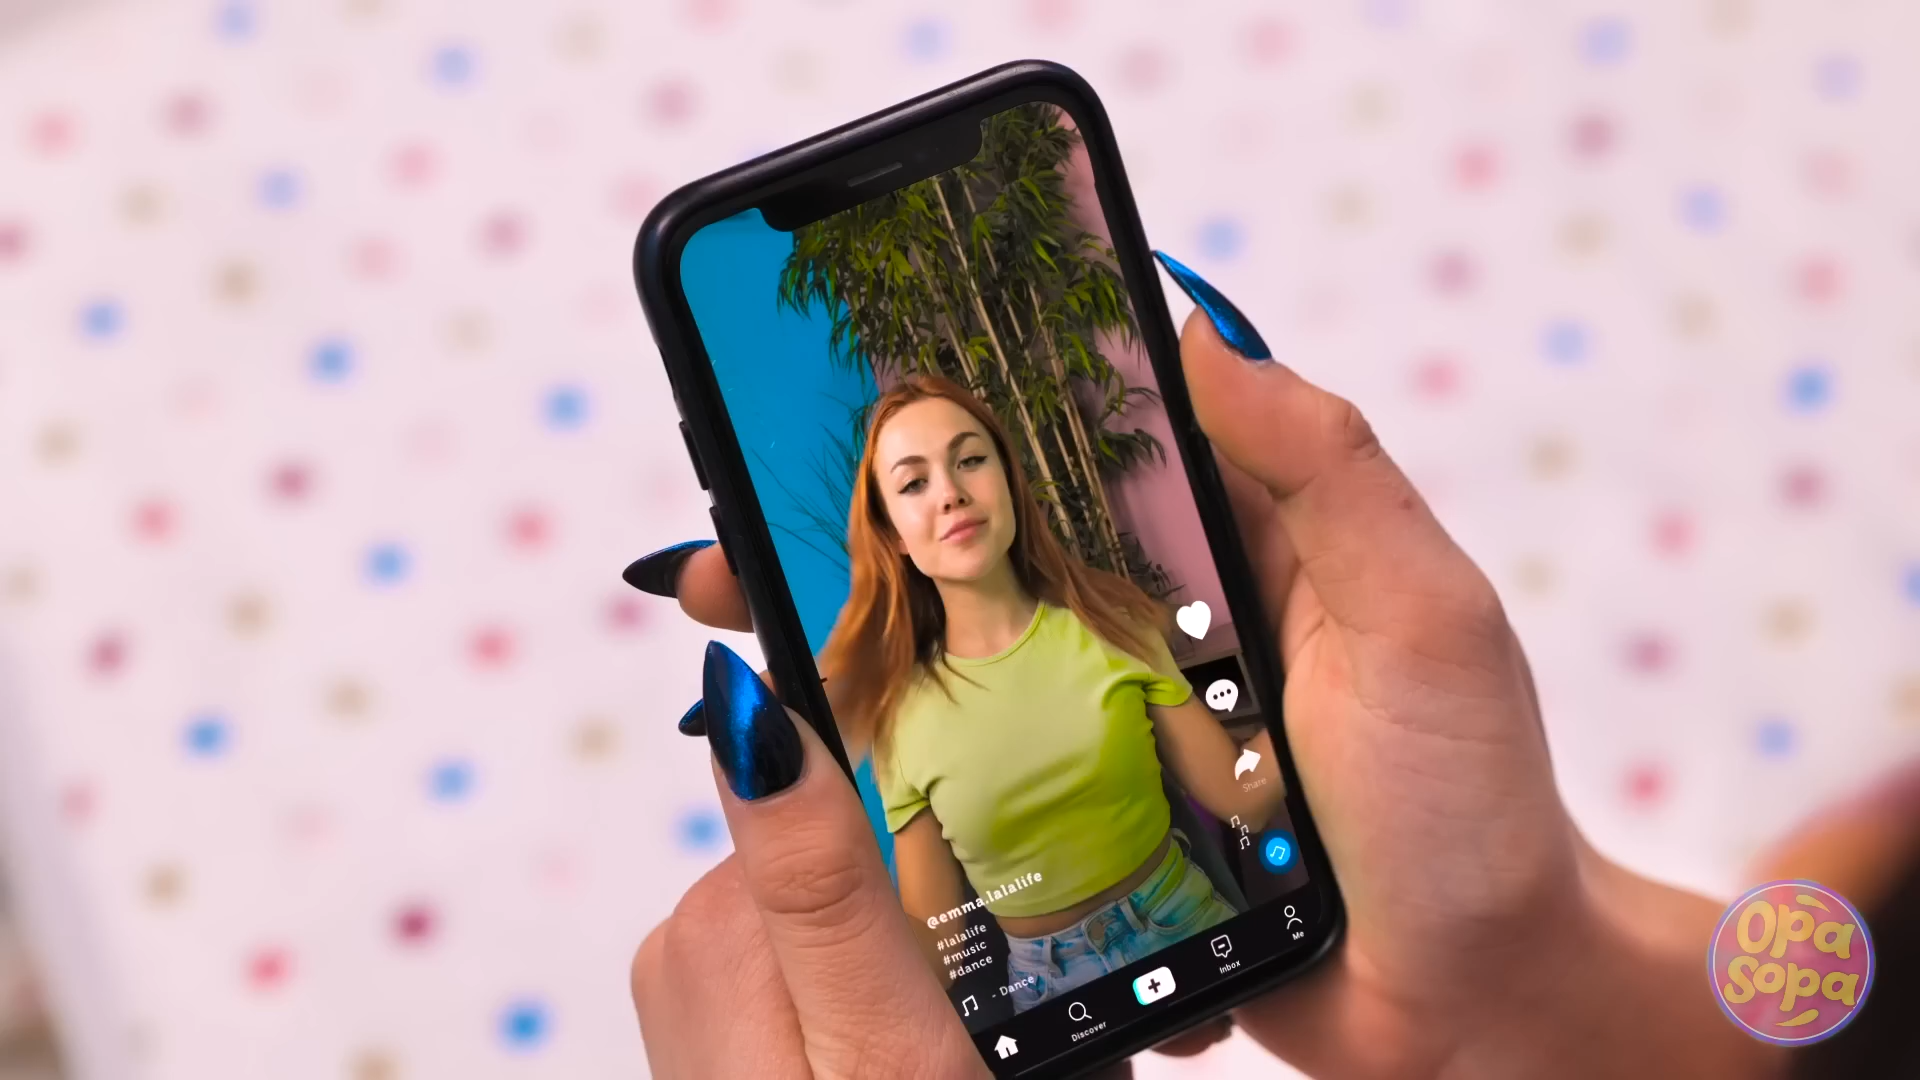 Share
@emma.lalalife
#lalalife
#music
#dance
- Dance
Discover
Inbox
Me
Opa
Sopa